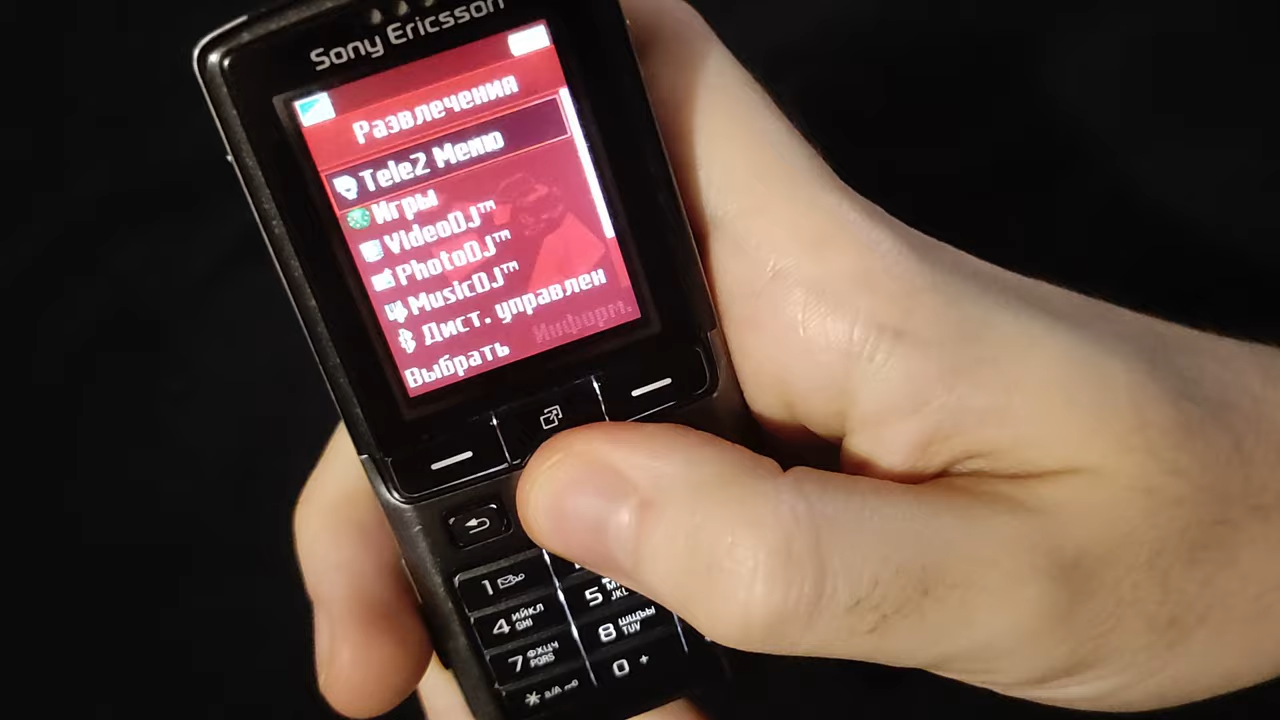 Sony Ericsson
Развлечения
Tele2 Меню
Игры
VideoDJ™
PhotoDJ™
MusicDJ™
Дист. управлен
Информ.
Выбрать
1
4 ИЙКЛ GHI
5 JKL
7 ФХЦЧ PQRS
8 ШЩЪЫ TUV
* a/A
0 +